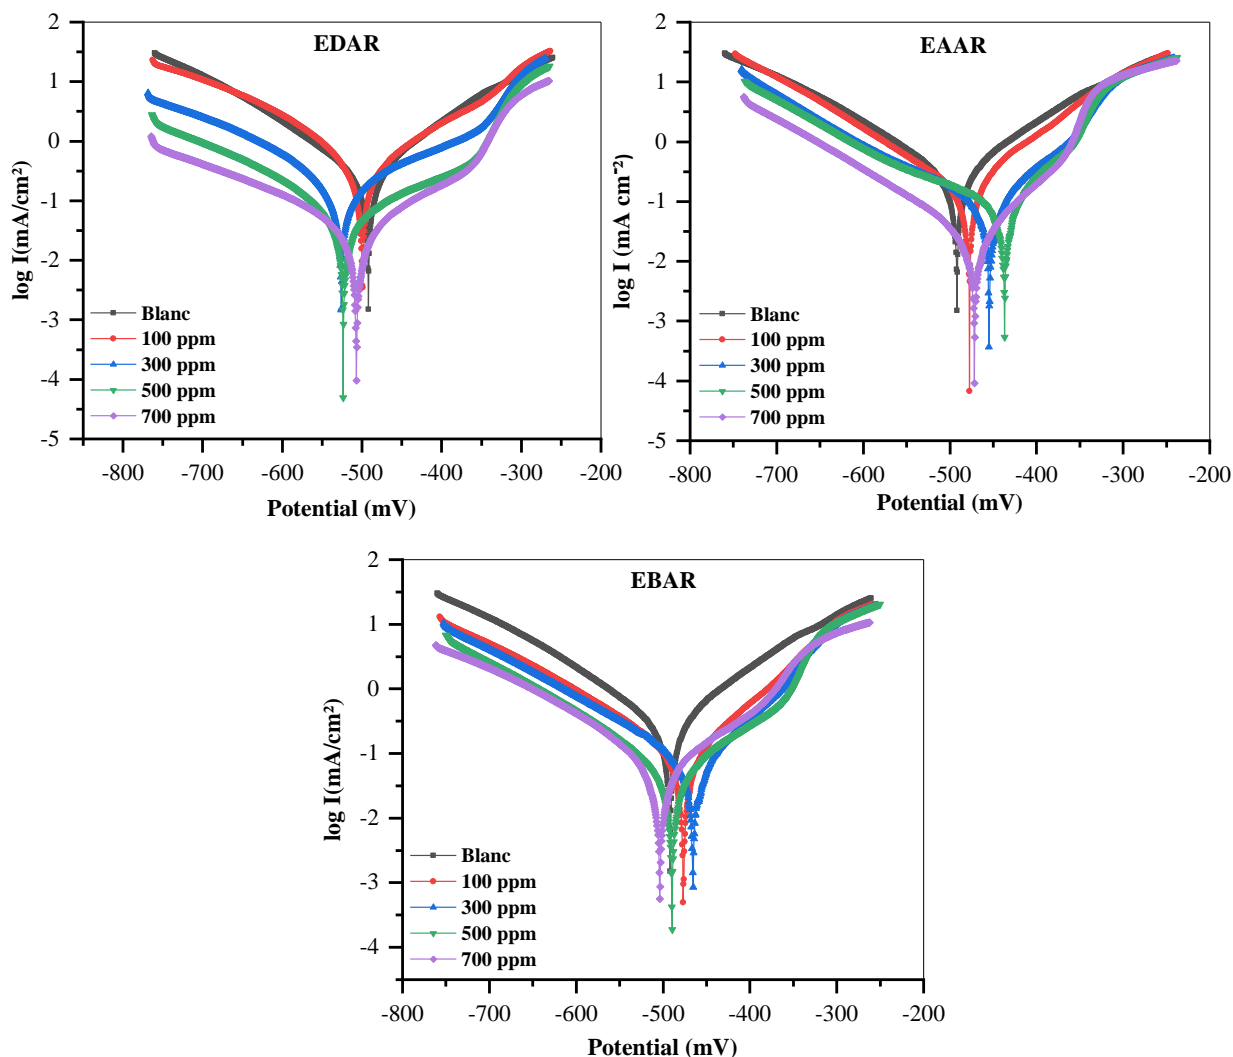 EDAR
2
1
0
-1
-2
-3
-4
-5
log I(mA/cm²)
Blanc
100 ppm
300 ppm
500 ppm
700 ppm
-800 -700 -600 -500 -400 -300 -200
Potential (mV)
EAAR
2
1
0
-1
-2
-3
-4
-5
log I (mA cm⁻²)
Blanc
100 ppm
300 ppm
500 ppm
700 ppm
-800 -700 -600 -500 -400 -300 -200
Potential (mV)
EBAR
2
1
0
-1
-2
-3
-4
log I(mA/cm²)
Blanc
100 ppm
300 ppm
500 ppm
700 ppm
-800 -700 -600 -500 -400 -300 -200
Potential (mV)